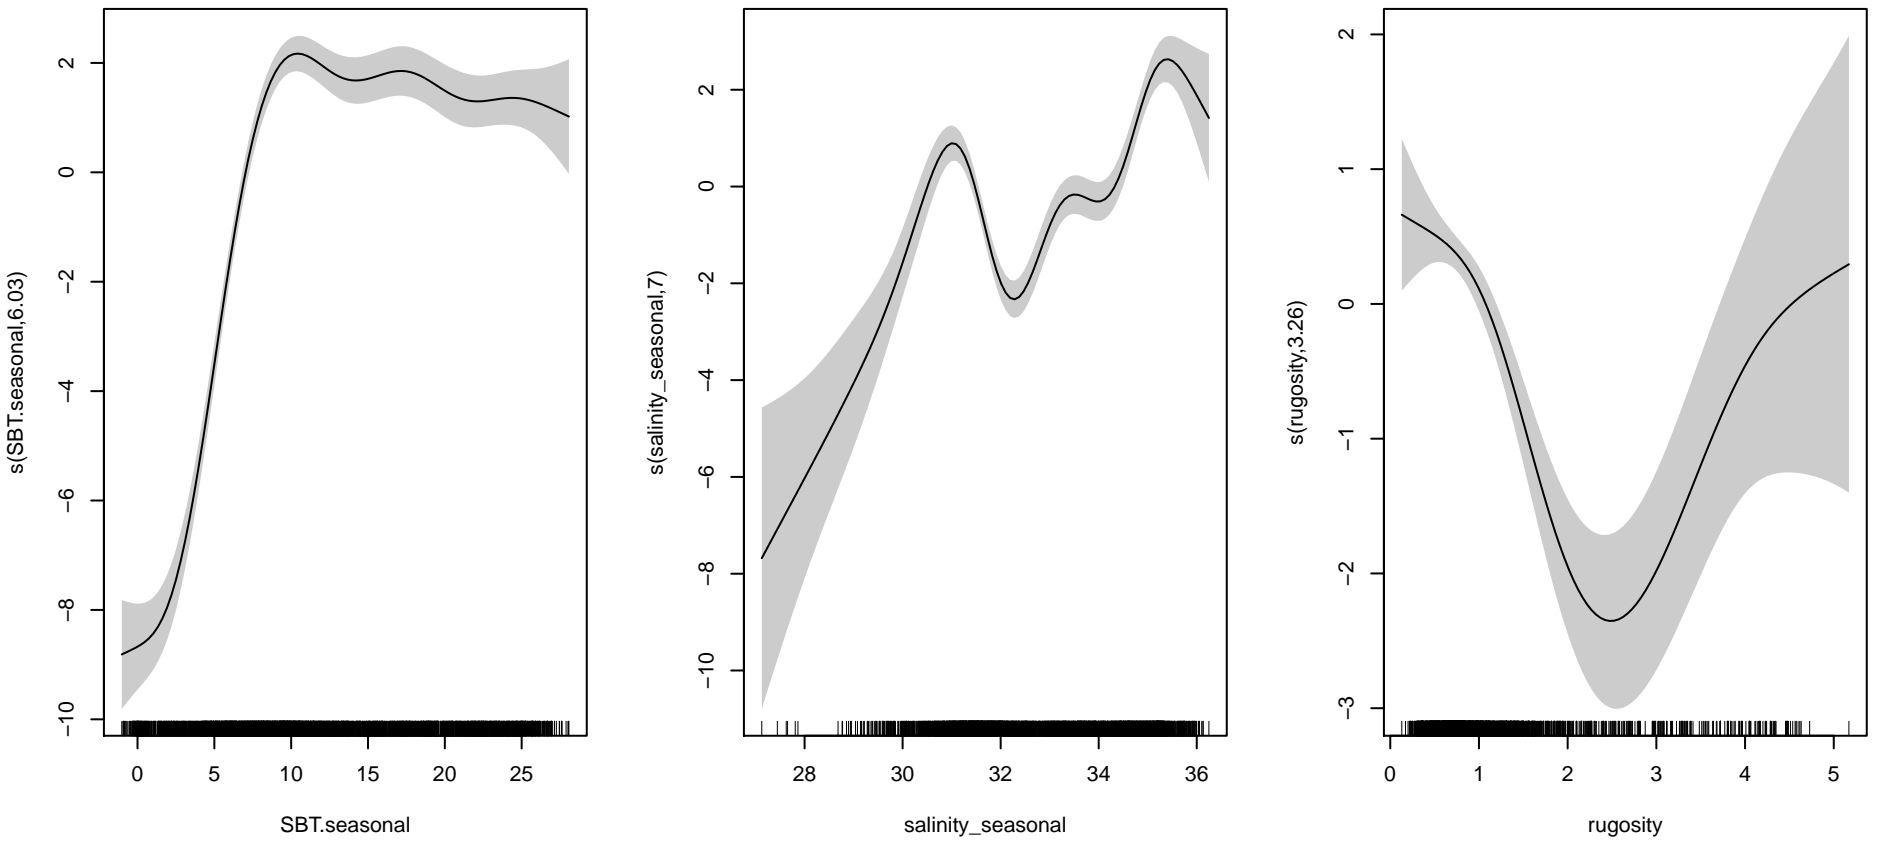 s(SBT.seasonal,6.03)
2
0
−2
−4
−6
−8
−10
0 5 10 15 20 25
SBT.seasonal
s(salinity_seasonal,7)
2
0
−2
−4
−6
−8
−10
28 30 32 34 36
salinity_seasonal
s(rugosity,3.26)
2
1
0
−1
−2
−3
0 1 2 3 4 5
rugosity